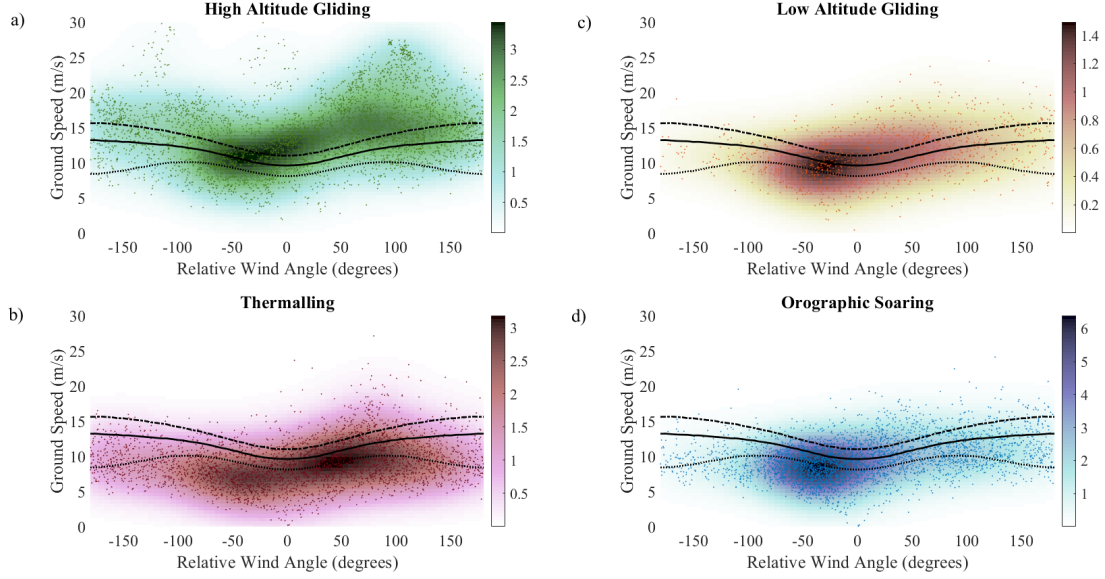 a)
High Altitude Gliding
Ground Speed (m/s)
30
25
20
15
10
5
0
-150 -100 -50 0 50 100 150
Relative Wind Angle (degrees)
3
2.5
2
1.5
1
0.5
c)
Low Altitude Gliding
Ground Speed (m/s)
30
25
20
15
10
5
0
-150 -100 -50 0 50 100 150
Relative Wind Angle (degrees)
1.4
1.2
1
0.8
0.6
0.4
0.2
b)
Thermalling
Ground Speed (m/s)
30
25
20
15
10
5
0
-150 -100 -50 0 50 100 150
Relative Wind Angle (degrees)
3
2.5
2
1.5
1
0.5
d)
Orographic Soaring
Ground Speed (m/s)
30
25
20
15
10
5
0
-150 -100 -50 0 50 100 150
Relative Wind Angle (degrees)
6
5
4
3
2
1